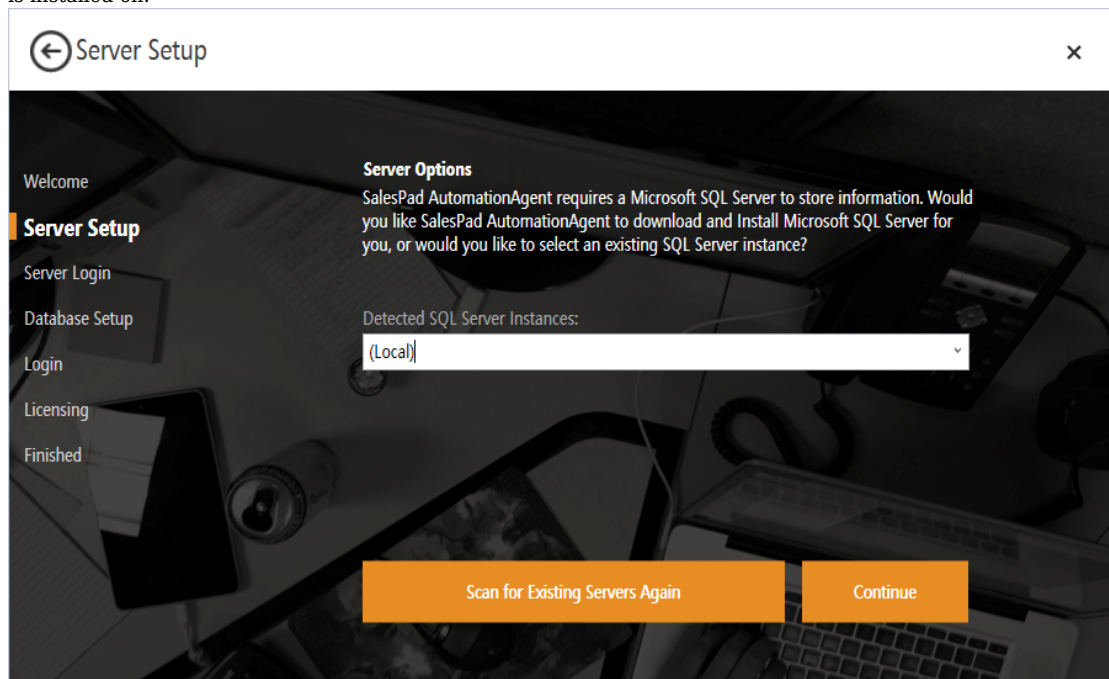 is installed on.
Server Setup
Welcome
Server Setup
Server Login
Database Setup
Login
Licensing
Finished
Server Options
SalesPad AutomationAgent requires a Microsoft SQL Server to store information. Would
you like SalesPad AutomationAgent to download and Install Microsoft SQL Server for
you, or would you like to select an existing SQL Server instance?
Detected SQL Server Instances:
(Local)
Scan for Existing Servers Again
Continue